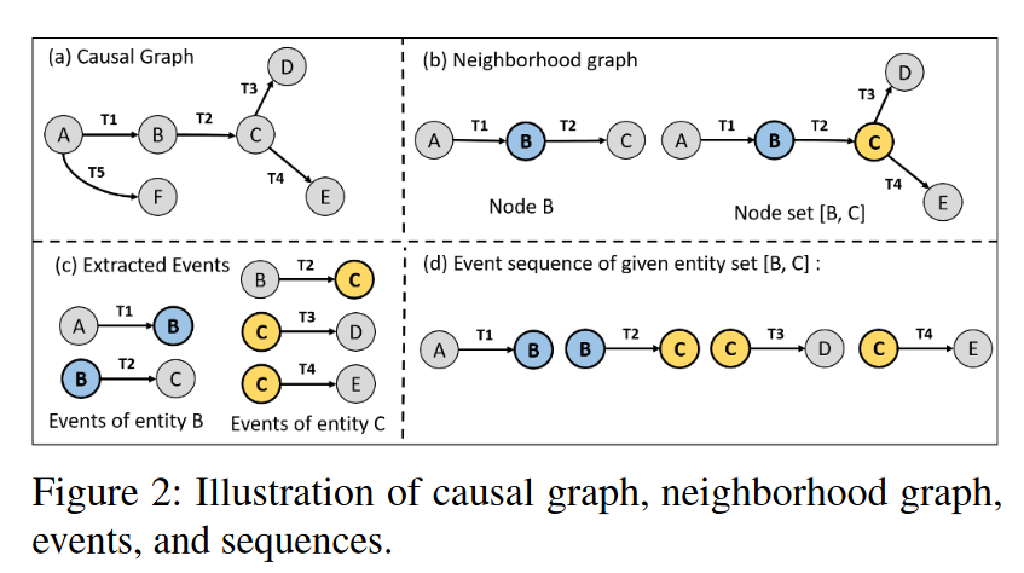 (a) Causal Graph
D
T3
A
T1
B
T2
C
T5
T4
F
E
(b) Neighborhood graph
A
T1
B
T2
C
Node B
A
T1
B
T2
C
T3
D
T4
E
Node set [B, C]
(c) Extracted Events
A
T1
B
B
T2
C
Events of entity B
B
T2
C
C
T3
D
C
T4
E
Events of entity C
(d) Event sequence of given entity set [B, C] :
A
T1
B
B
T2
C
C
T3
D
C
T4
E
Figure 2: Illustration of causal graph, neighborhood graph,
events, and sequences.